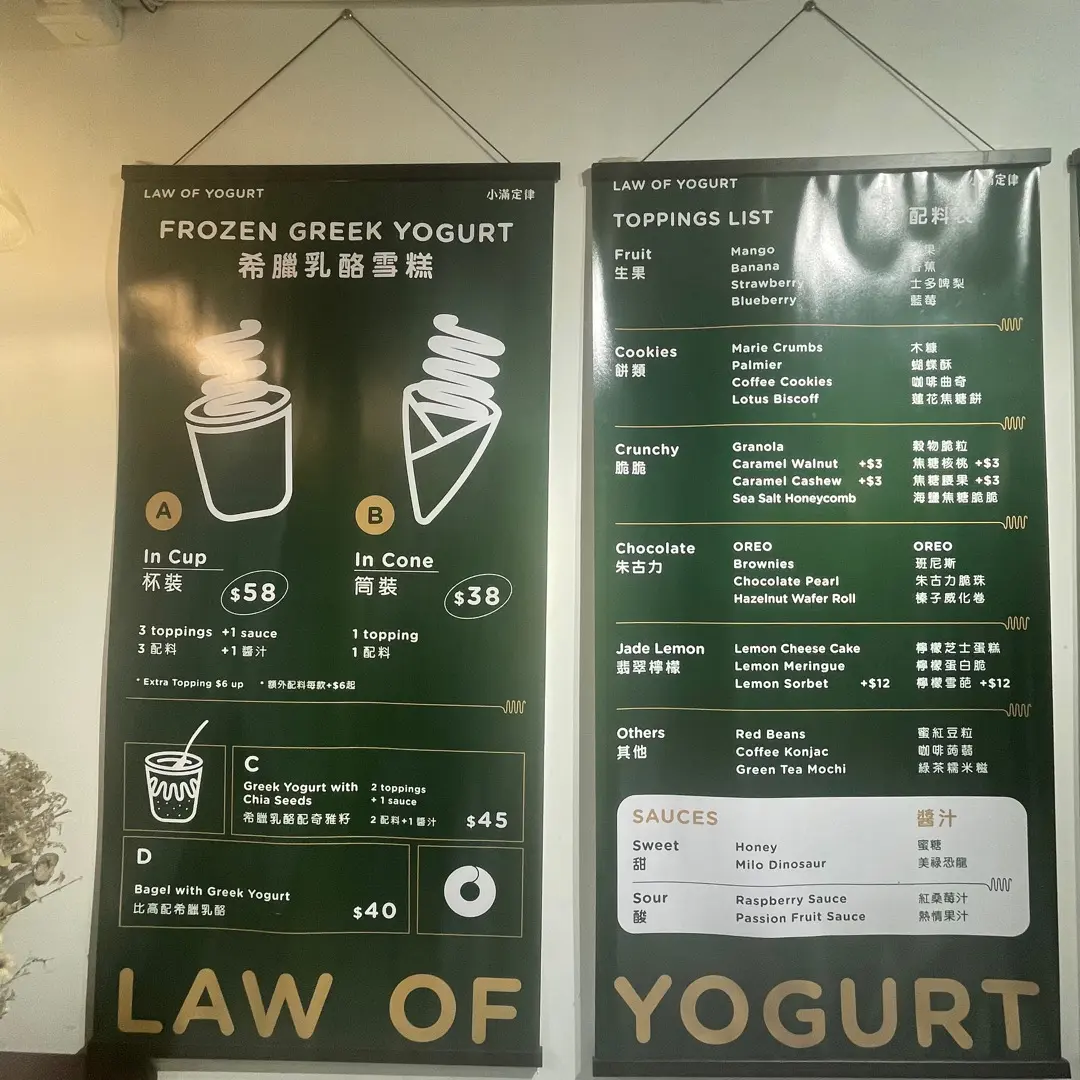 LAW OF YOGURT 小滿定律
FROZEN GREEK YOGURT
希臘乳酪雪糕
A
In Cup
杯裝
$58
3 toppings +1 sauce
3 配料 +1 醬汁
B
In Cone
筒裝
$38
1 topping
1 配料
* Extra Topping $6 up * 額外配料每款+$6起
C
Greek Yogurt with
Chia Seeds
希臘乳酪配奇雅籽
2 toppings
+ 1 sauce
2 配料+1 醬汁
$45
D
Bagel with Greek Yogurt
比高配希臘乳酪
$40
LAW OF
LAW OF YOGURT 小滿定律
TOPPINGS LIST 配料表
Fruit Mango
生果 Banana
Strawberry 士多啤梨
Blueberry 藍莓
Cookies Marie Crumbs 木糠
餅類 Palmier 蝴蝶酥
Coffee Cookies 咖啡曲奇
Lotus Biscoff 蓮花焦糖餅
Crunchy Granola 穀物脆粒
脆脆 Caramel Walnut +$3 焦糖核桃 +$3
Caramel Cashew +$3 焦糖腰果 +$3
Sea Salt Honeycomb 海鹽焦糖脆脆
Chocolate OREO OREO
朱古力 Brownies 班尼斯
Chocolate Pearl 朱古力脆珠
Hazelnut Wafer Roll 榛子威化卷
Jade Lemon Lemon Cheese Cake 檸檬芝士蛋糕
翡翠檸檬 Lemon Meringue 檸檬蛋白脆
Lemon Sorbet +$12 檸檬雪葩 +$12
Others Red Beans 蜜紅豆粒
其他 Coffee Konjac 咖啡蒟蒻
Green Tea Mochi 綠茶糯米糍
SAUCES 醬汁
Sweet Honey 蜜糖
甜 Milo Dinosaur 美祿恐龍
Sour Raspberry Sauce 紅桑莓汁
酸 Passion Fruit Sauce 熱情果汁
YOGURT